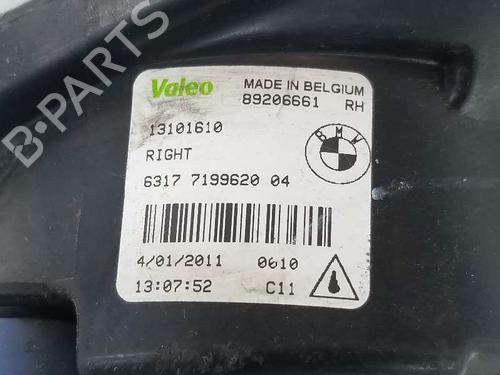 B-PARTS
Valeo
MADE IN BELGIUM
89206661 RH
13101610
RIGHT
BMW
6317 7199620 04
4/01/2011 0610
13:07:52 C11